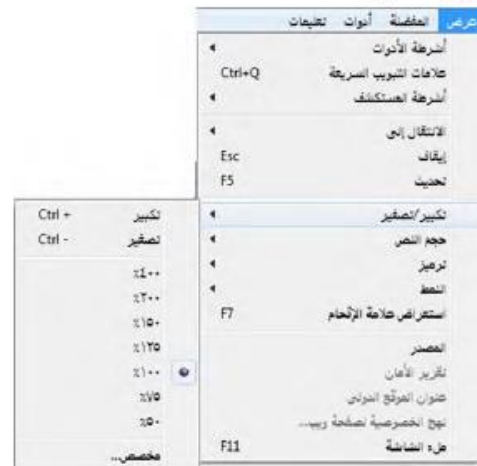 عرض المفضلة أدوات تعليمات
أشرطة الأدوات
علامات التبويب السريعة Ctrl+Q
أشرطة المستكشف
الانتقال إلى
إيقاف Esc
تحديث F5
تكبير/تصغير
حجم النص
ترميز
النمط
استعراض علامة الإقحام F7
المصدر
تقرير الأمان
عنوان الموقع الدولي
نهج الخصوصية لصفحة ويب...
ملء الشاشة F11
تكبير Ctrl +
تصغير Ctrl -
٤٠٠٪
٢٠٠٪
١٥٠٪
١٢٥٪
١٠٠٪
٧٥٪
٥٠٪
مخصص...